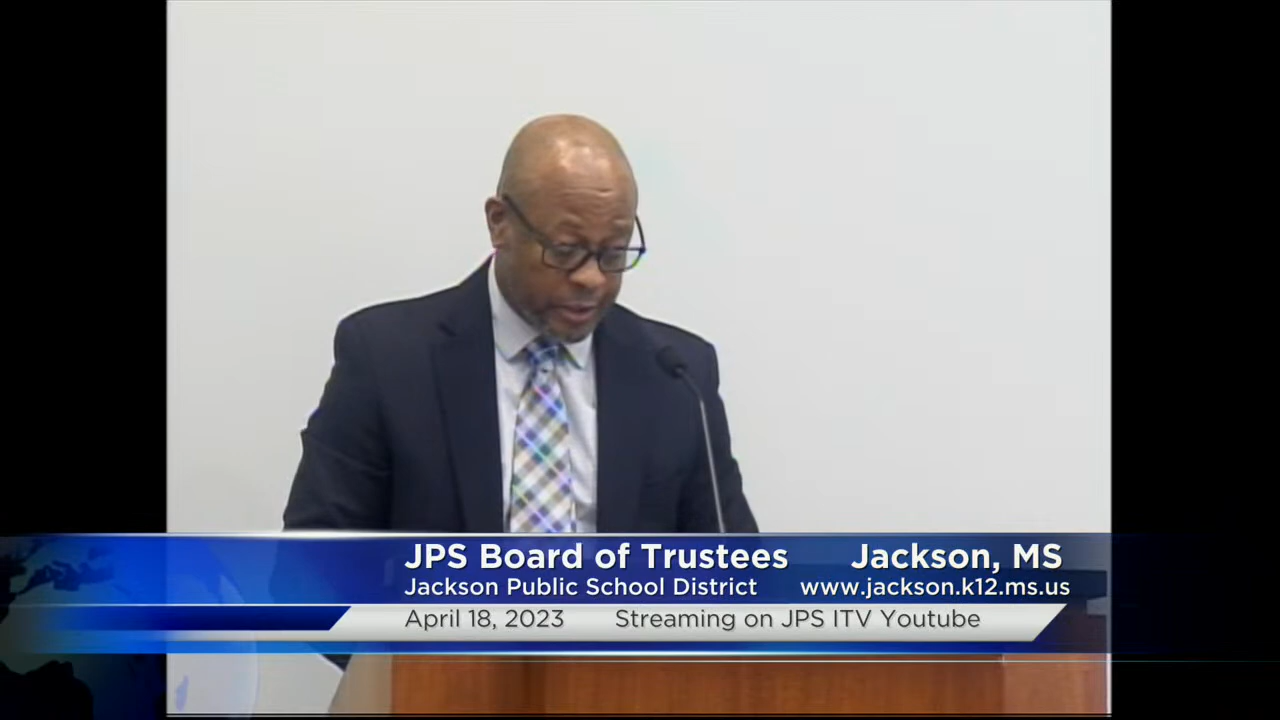 JPS Board of Trustees Jackson, MS
Jackson Public School District www.jackson.k12.ms.us
April 18, 2023 Streaming on JPS ITV Youtube